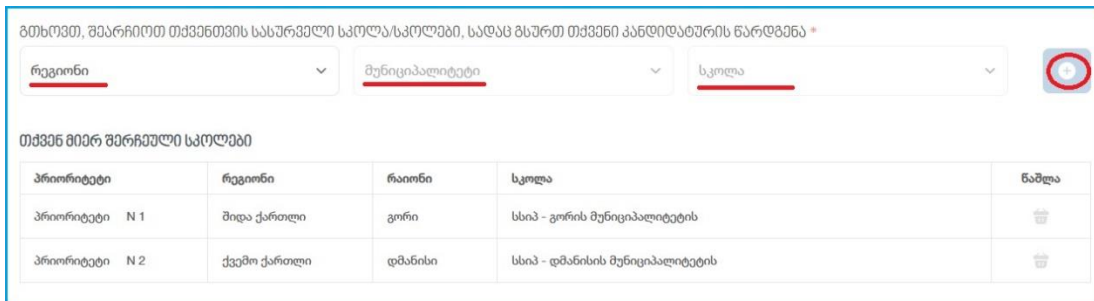 გთხოვთ, შეარჩიოთ თქვენთვის სასურველი სკოლა/სკოლები, სადაც გსურთ თქვენი კანდიდატურის წარდგენა *
რეგიონი მუნიციპალიტეტი სკოლა
თქვენ მიერ შერჩეული სკოლები
პრიორიტეტი რეგიონი რაიონი სკოლა წაშლა
პრიორიტეტი N 1 შიდა ქართლი გორი სსიპ - გორის მუნიციპალიტეტის
პრიორიტეტი N 2 ქვემო ქართლი დმანისი სსიპ - დმანისის მუნიციპალიტეტის